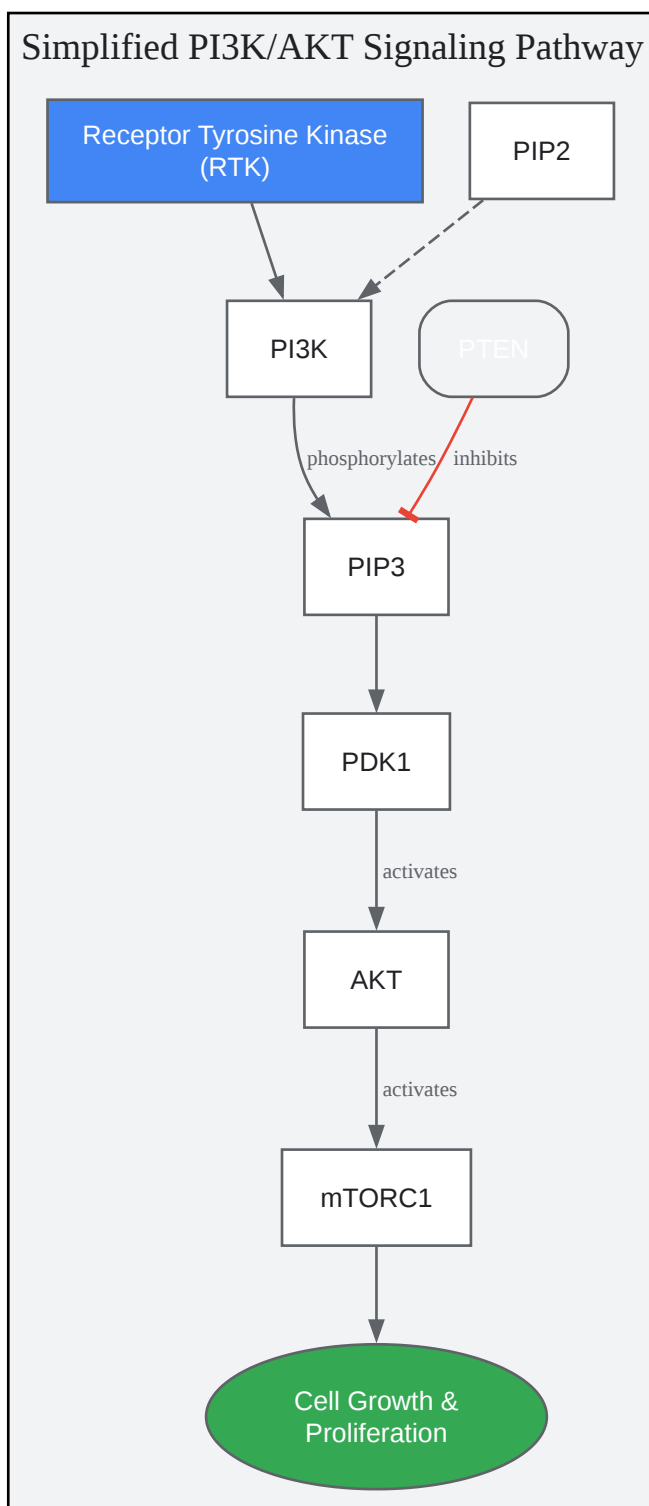 Simplified PI3K/AKT Signaling Pathway
Receptor Tyrosine Kinase
(RTK)
PIP2
PI3K
PTEN
phosphorylates
inhibits
PIP3
PDK1
activates
AKT
activates
mTORC1
Cell Growth &
Proliferation